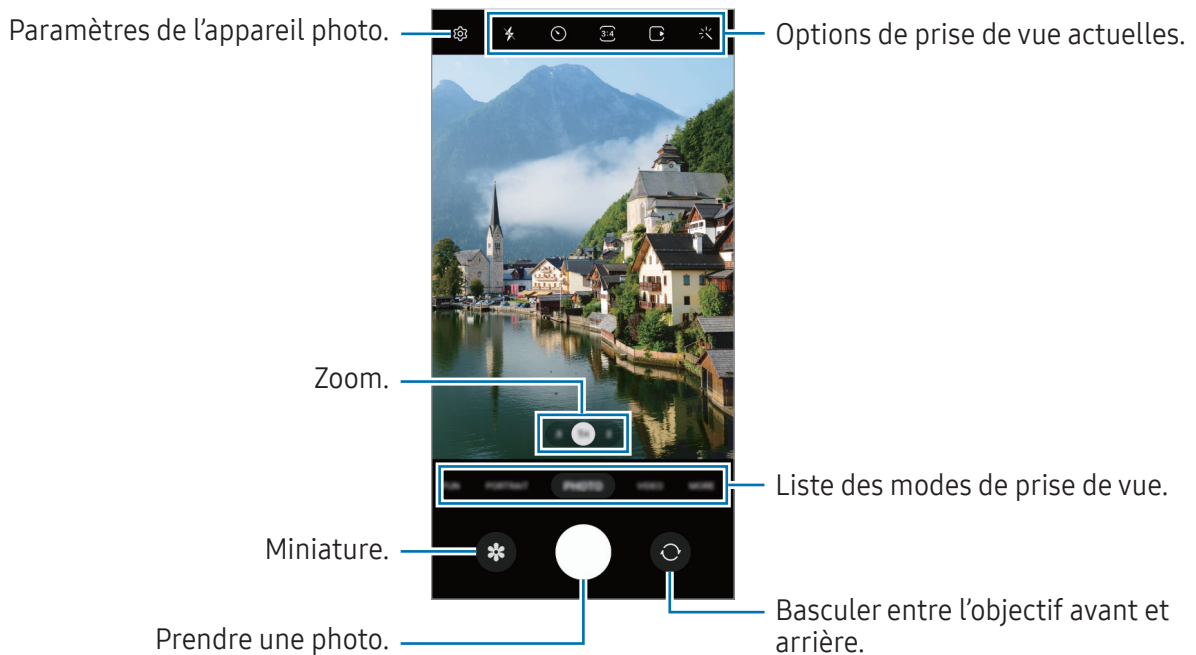 Paramètres de l'appareil photo.
3:4
Options de prise de vue actuelles.
Zoom.
PORTRAIT
PHOTO
VIDEO
MORE
Liste des modes de prise de vue.
Miniature.
Prendre une photo.
Basculer entre l'objectif avant et
arrière.